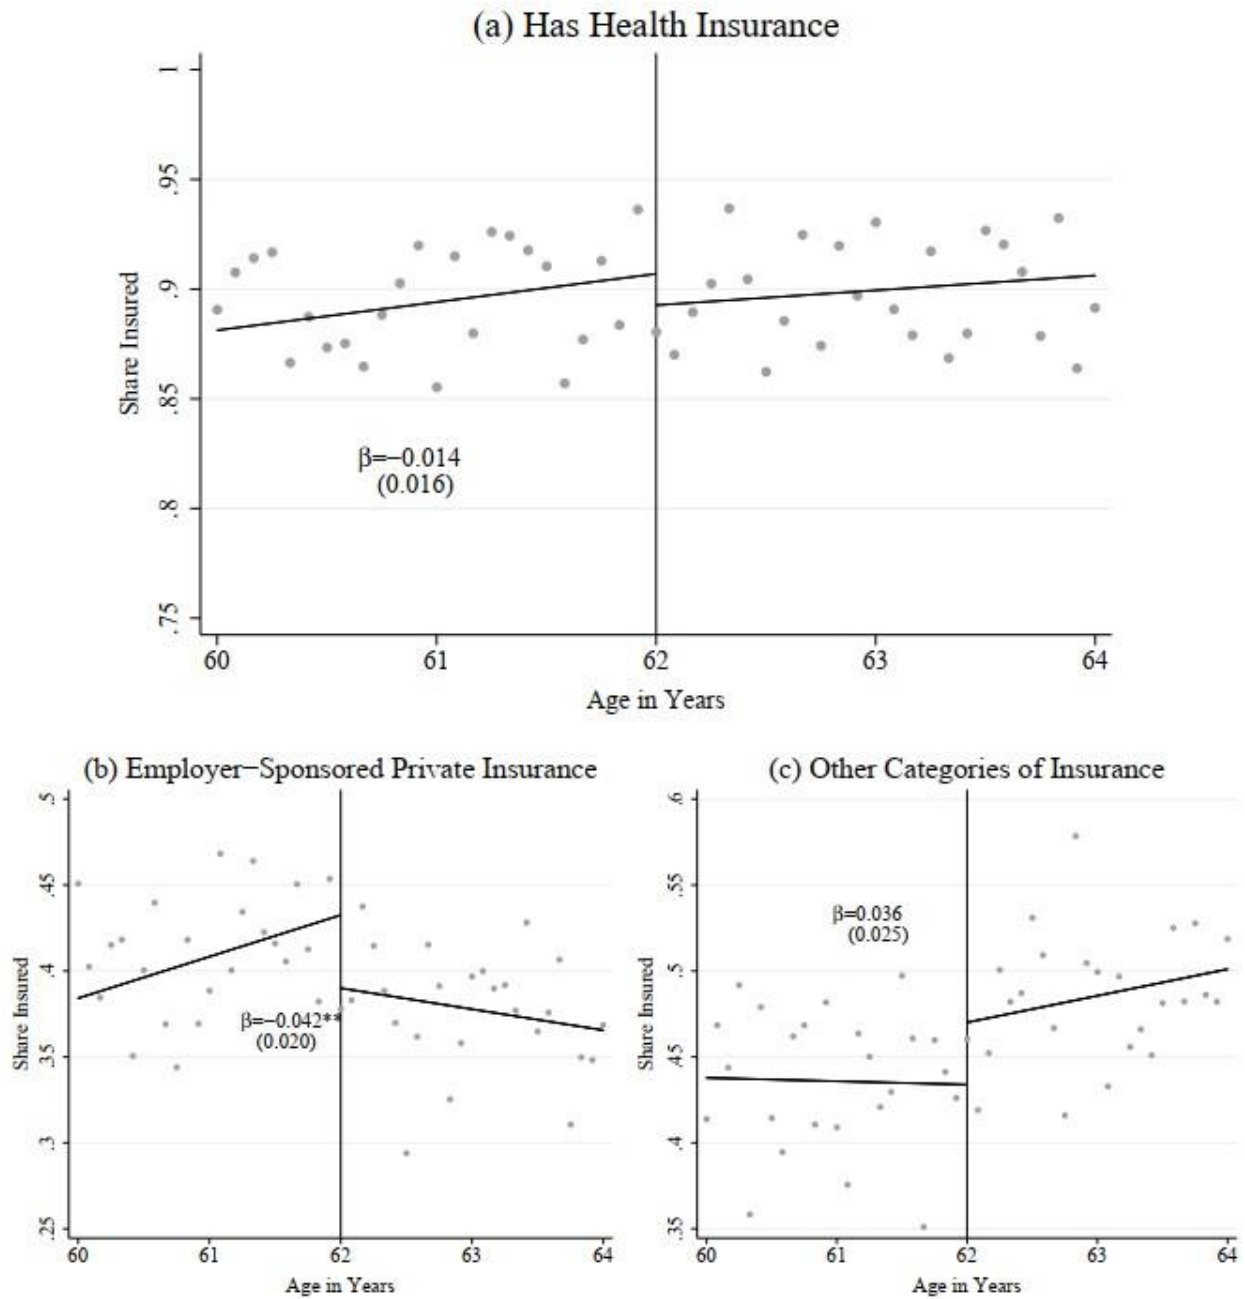 (a) Has Health Insurance
1
.95
.9
.85
.8
.75
Share Insured
β=−0.014
(0.016)
60 61 62 63 64
Age in Years
(b) Employer−Sponsored Private Insurance
.5
.45
.4
.35
.3
.25
Share Insured
β=−0.042**
(0.020)
60 61 62 63 64
Age in Years
(c) Other Categories of Insurance
.6
.55
.5
.45
.4
.35
Share Insured
β=0.036
(0.025)
60 61 62 63 64
Age in Years